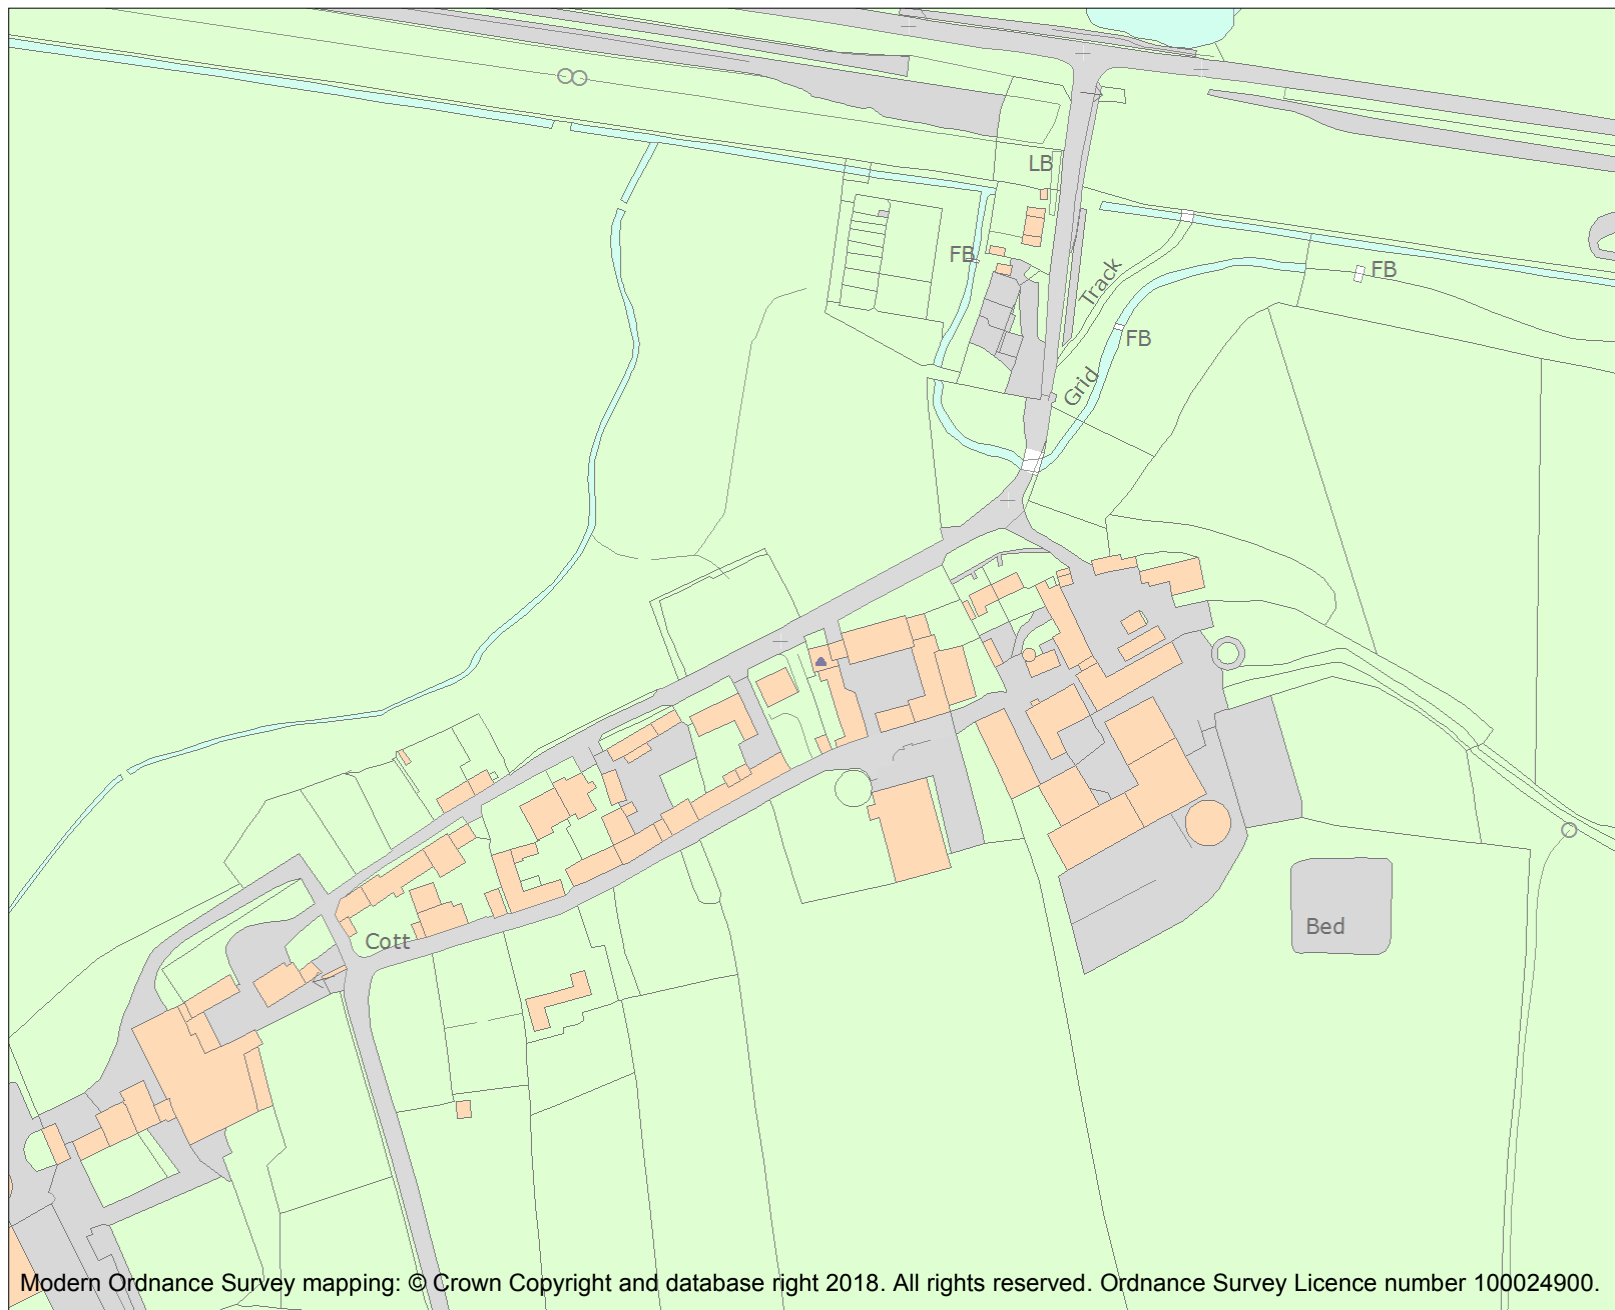 LB
FB
Track
FB
FB
Grid
Bed
Cott
Modern Ordnance Survey mapping: © Crown Copyright and database right 2018. All rights reserved. Ordnance Survey Licence number 100024900.